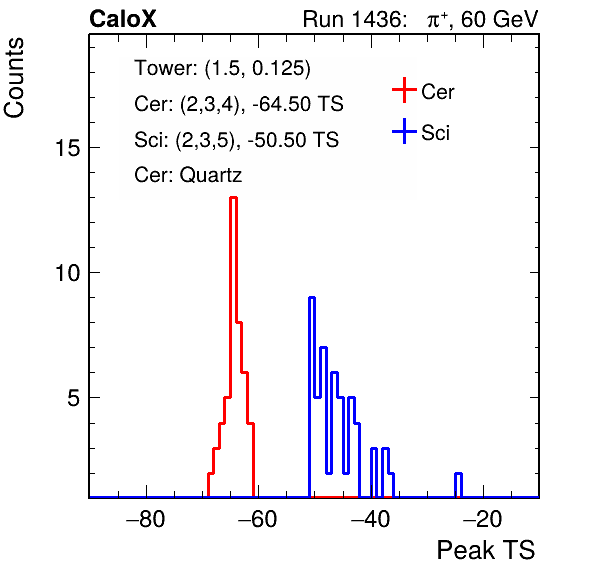 CaloX Run 1436: π⁺, 60 GeV
Counts
Tower: (1.5, 0.125)
Cer: (2,3,4), -64.50 TS
Sci: (2,3,5), -50.50 TS
Cer: Quartz
Cer
Sci
15
10
5
−80 −60 −40 −20
Peak TS